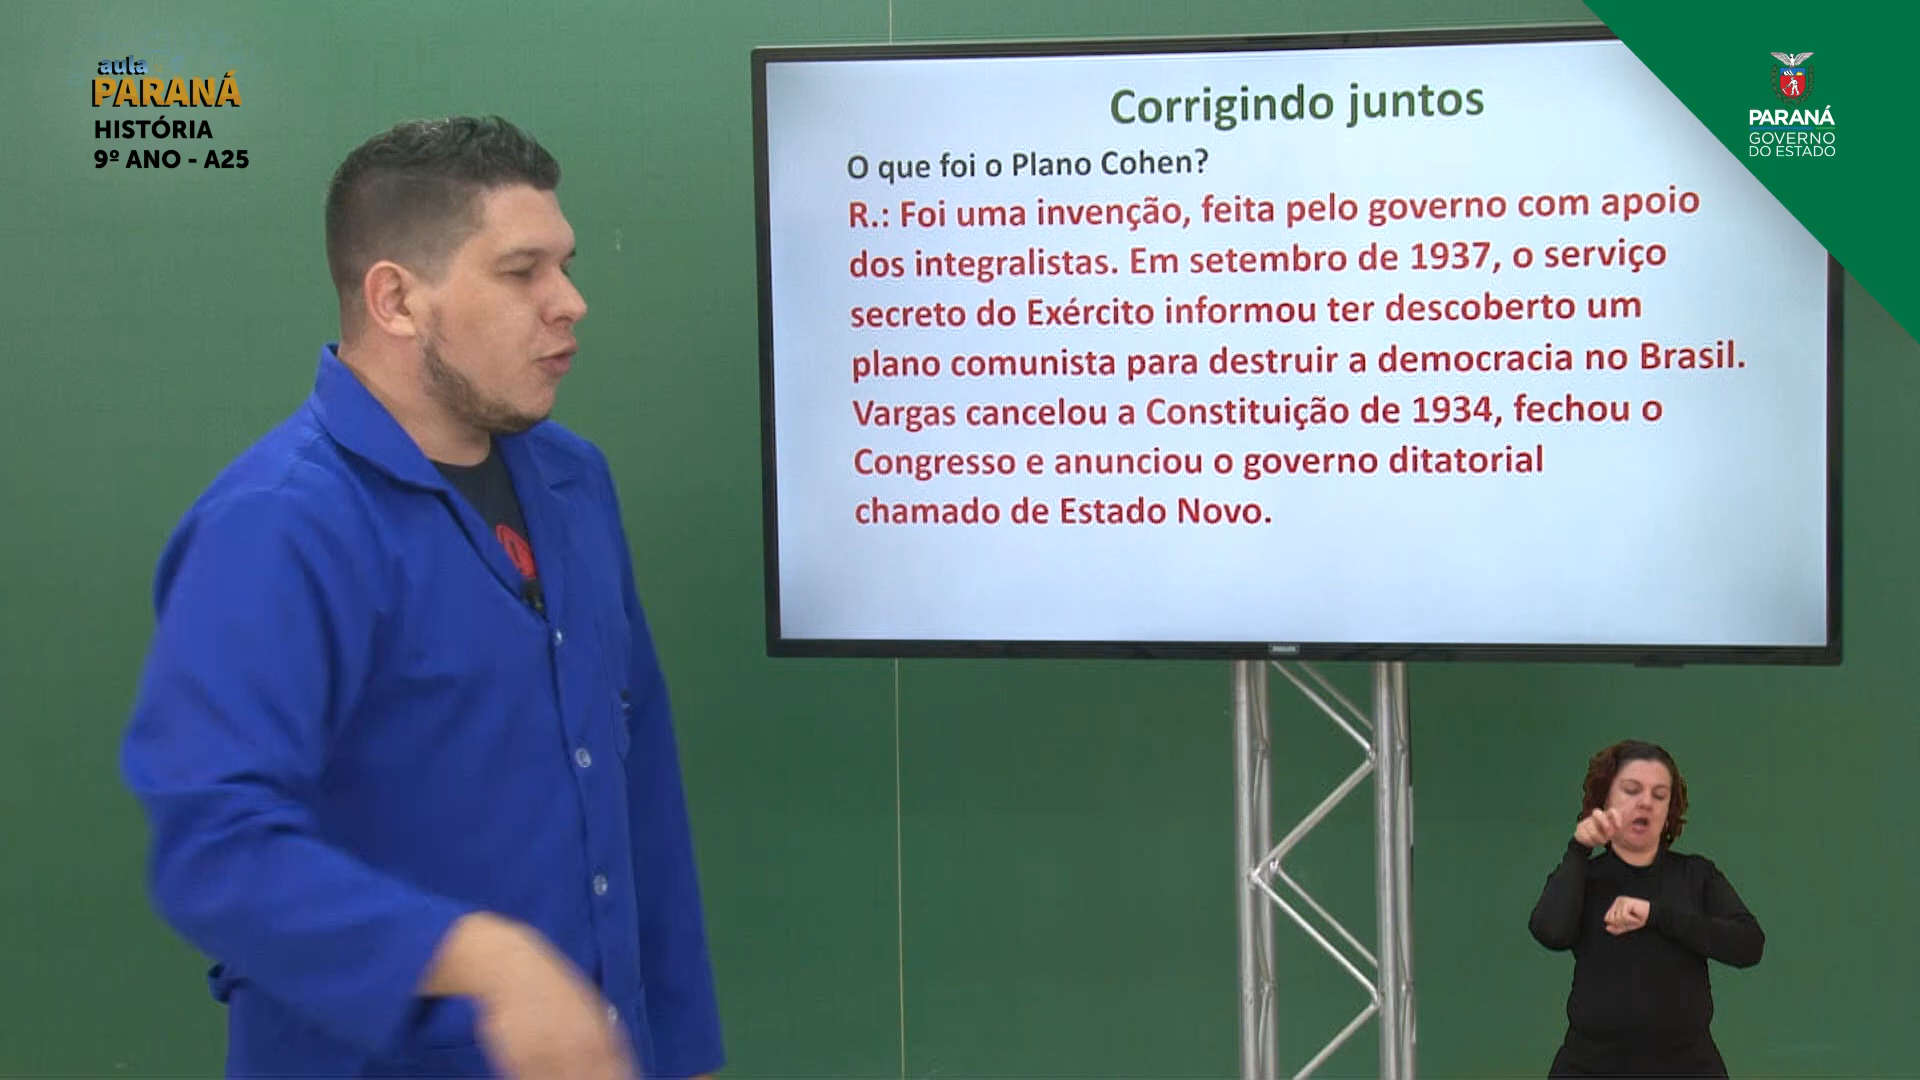 aula
PARANÁ
HISTÓRIA
9º ANO - A25
PARANÁ
GOVERNO
DO ESTADO
Corrigindo juntos
O que foi o Plano Cohen?
R.: Foi uma invenção, feita pelo governo com apoio
dos integralistas. Em setembro de 1937, o serviço
secreto do Exército informou ter descoberto um
plano comunista para destruir a democracia no Brasil.
Vargas cancelou a Constituição de 1934, fechou o
Congresso e anunciou o governo ditatorial
chamado de Estado Novo.
PHILIPS